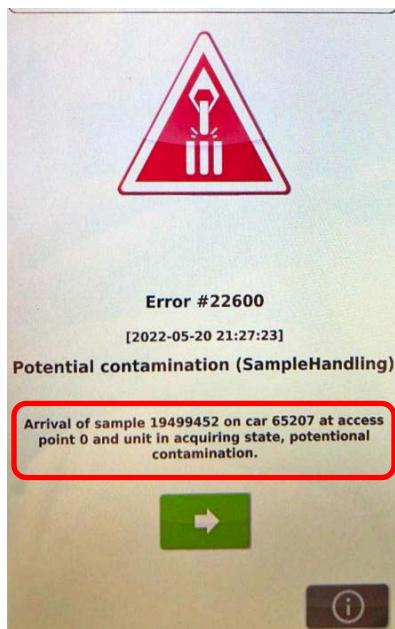 Error #22600
[2022-05-20 21:27:23]
Potential contamination (SampleHandling)
Arrival of sample 19499452 on car 65207 at access
point 0 and unit in acquiring state, potentional
contamination.